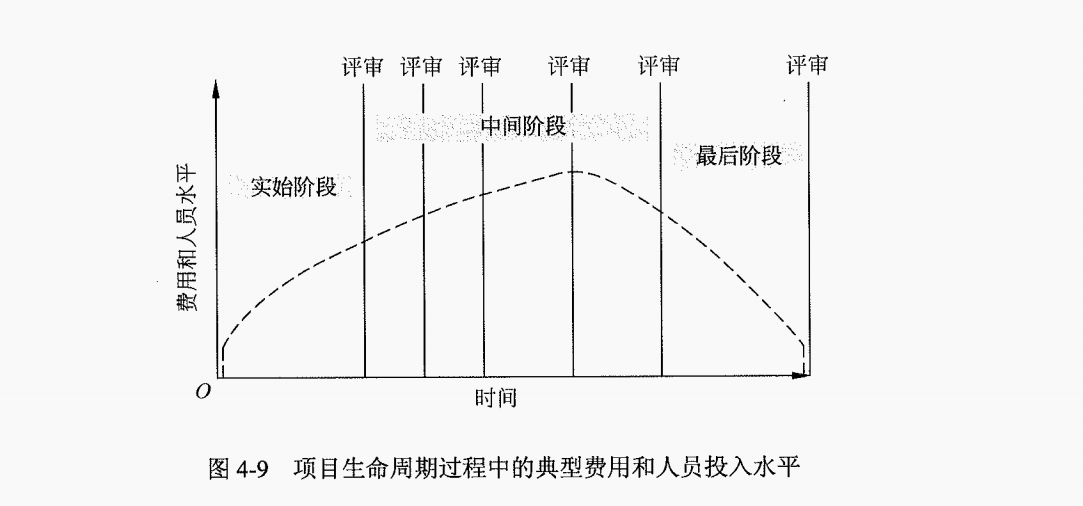 评审 评审 评审 评审 评审 评审
中间阶段
最后阶段
实始阶段
费用和人员水平
O
时间
图 4-9 项目生命周期过程中的典型费用和人员投入水平